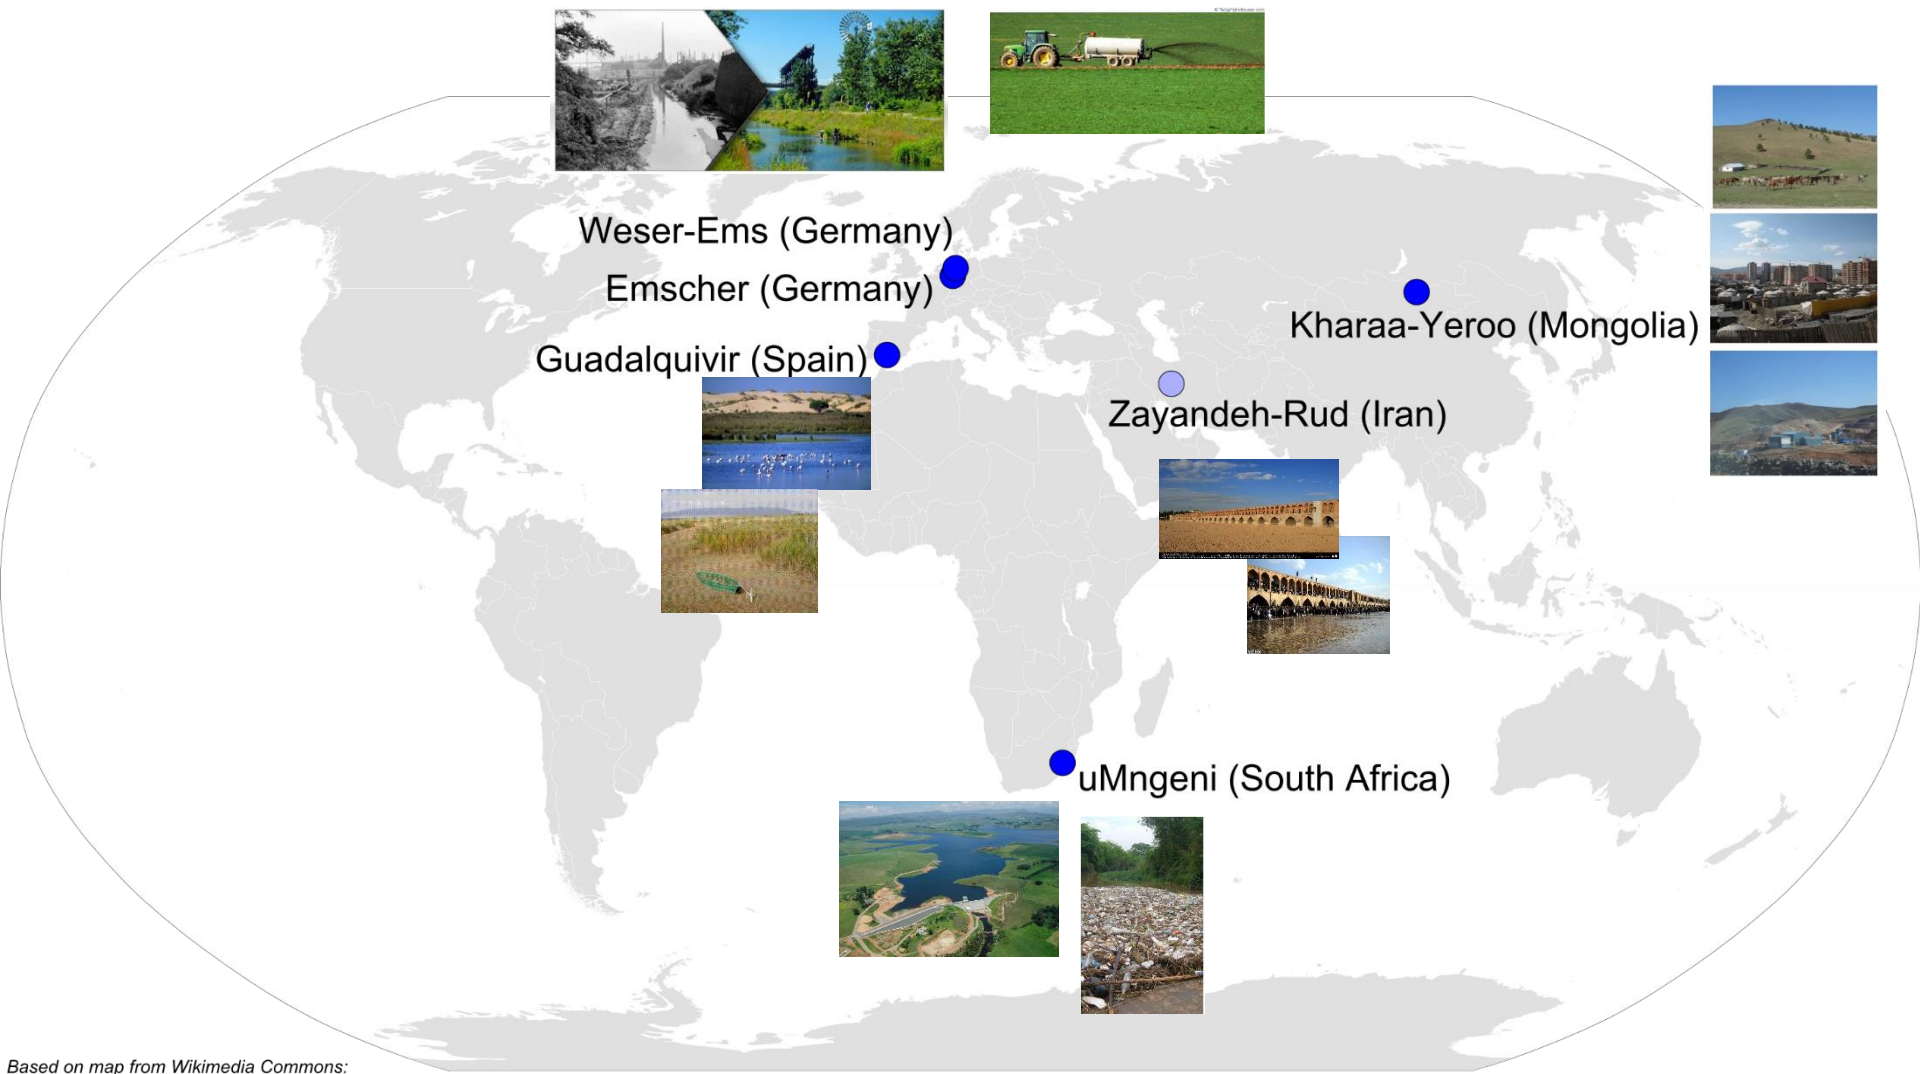 Weser-Ems (Germany)
Emscher (Germany)
Kharaa-Yeroo (Mongolia)
Guadalquivir (Spain)
Zayandeh-Rud (Iran)
uMngeni (South Africa)
Based on map from Wikimedia Commons: